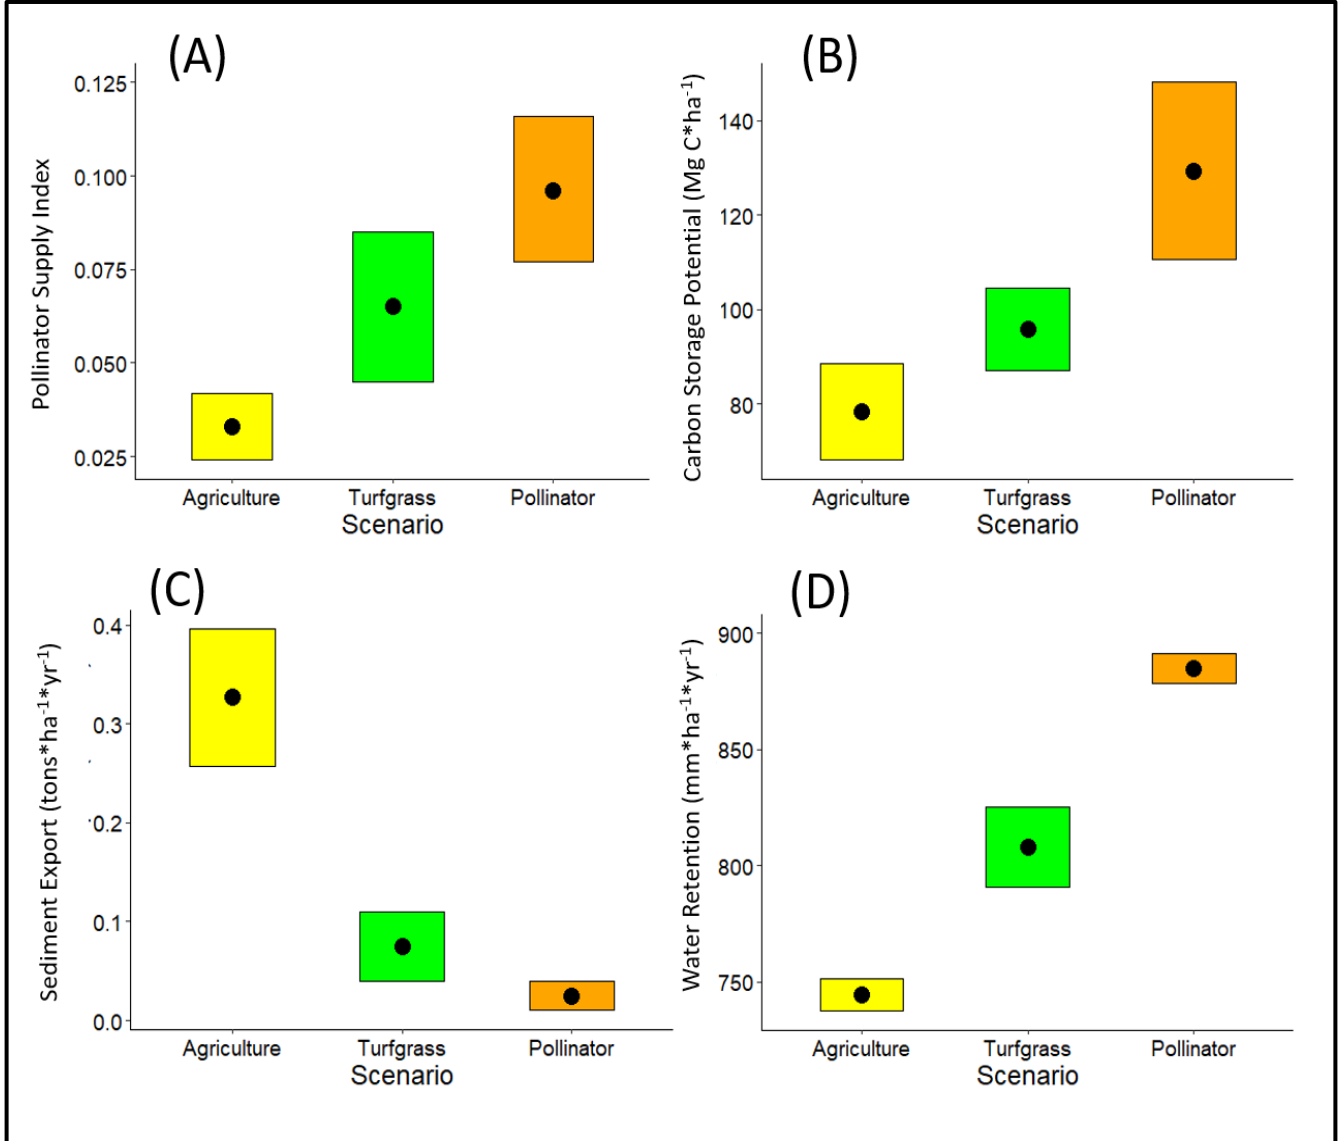 (A)
Pollinator Supply Index
0.125
0.100
0.075
0.050
0.025
Agriculture Turfgrass Pollinator
Scenario
(B)
Carbon Storage Potential (Mg C*ha⁻¹)
140
120
100
80
Agriculture Turfgrass Pollinator
Scenario
(C)
Sediment Export (tons*ha⁻¹*yr⁻¹)
0.4
0.3
0.2
0.1
0.0
Agriculture Turfgrass Pollinator
Scenario
(D)
Water Retention (mm*ha⁻¹*yr⁻¹)
900
850
800
750
Agriculture Turfgrass Pollinator
Scenario